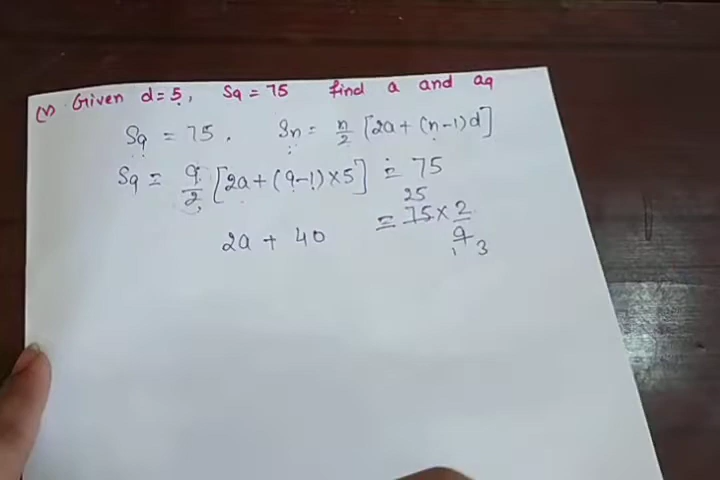 (v) Given d=5, S9 = 75 find a and a9
S9 = 75. Sn = n/2 [2a+(n-1)d]
S9 = 9/2 [2a+(9-1)×5] = 75
25
2a + 40 = 75×2/9
1 3